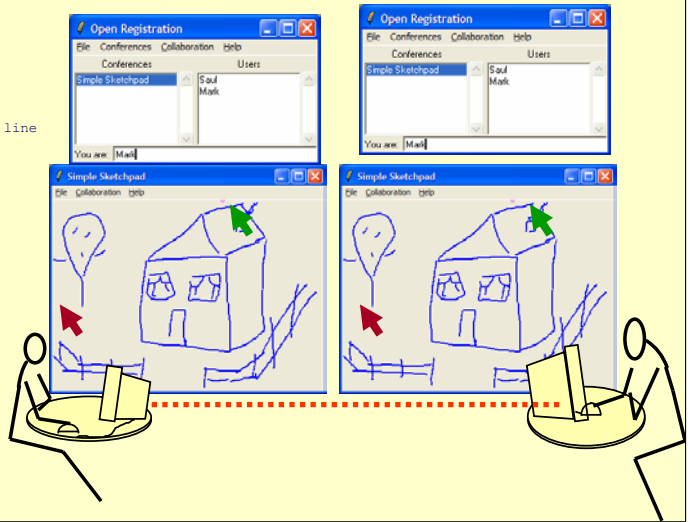 Open Registration
File Conferences Collaboration Help
Conferences Users
Simple Sketchpad Saul
Mark
You are: Mark
Open Registration
File Conferences Collaboration Help
Conferences Users
Simple Sketchpad Saul
Mark
You are: Mark
line
Simple Sketchpad
File Collaboration Help
Simple Sketchpad
File Collaboration Help